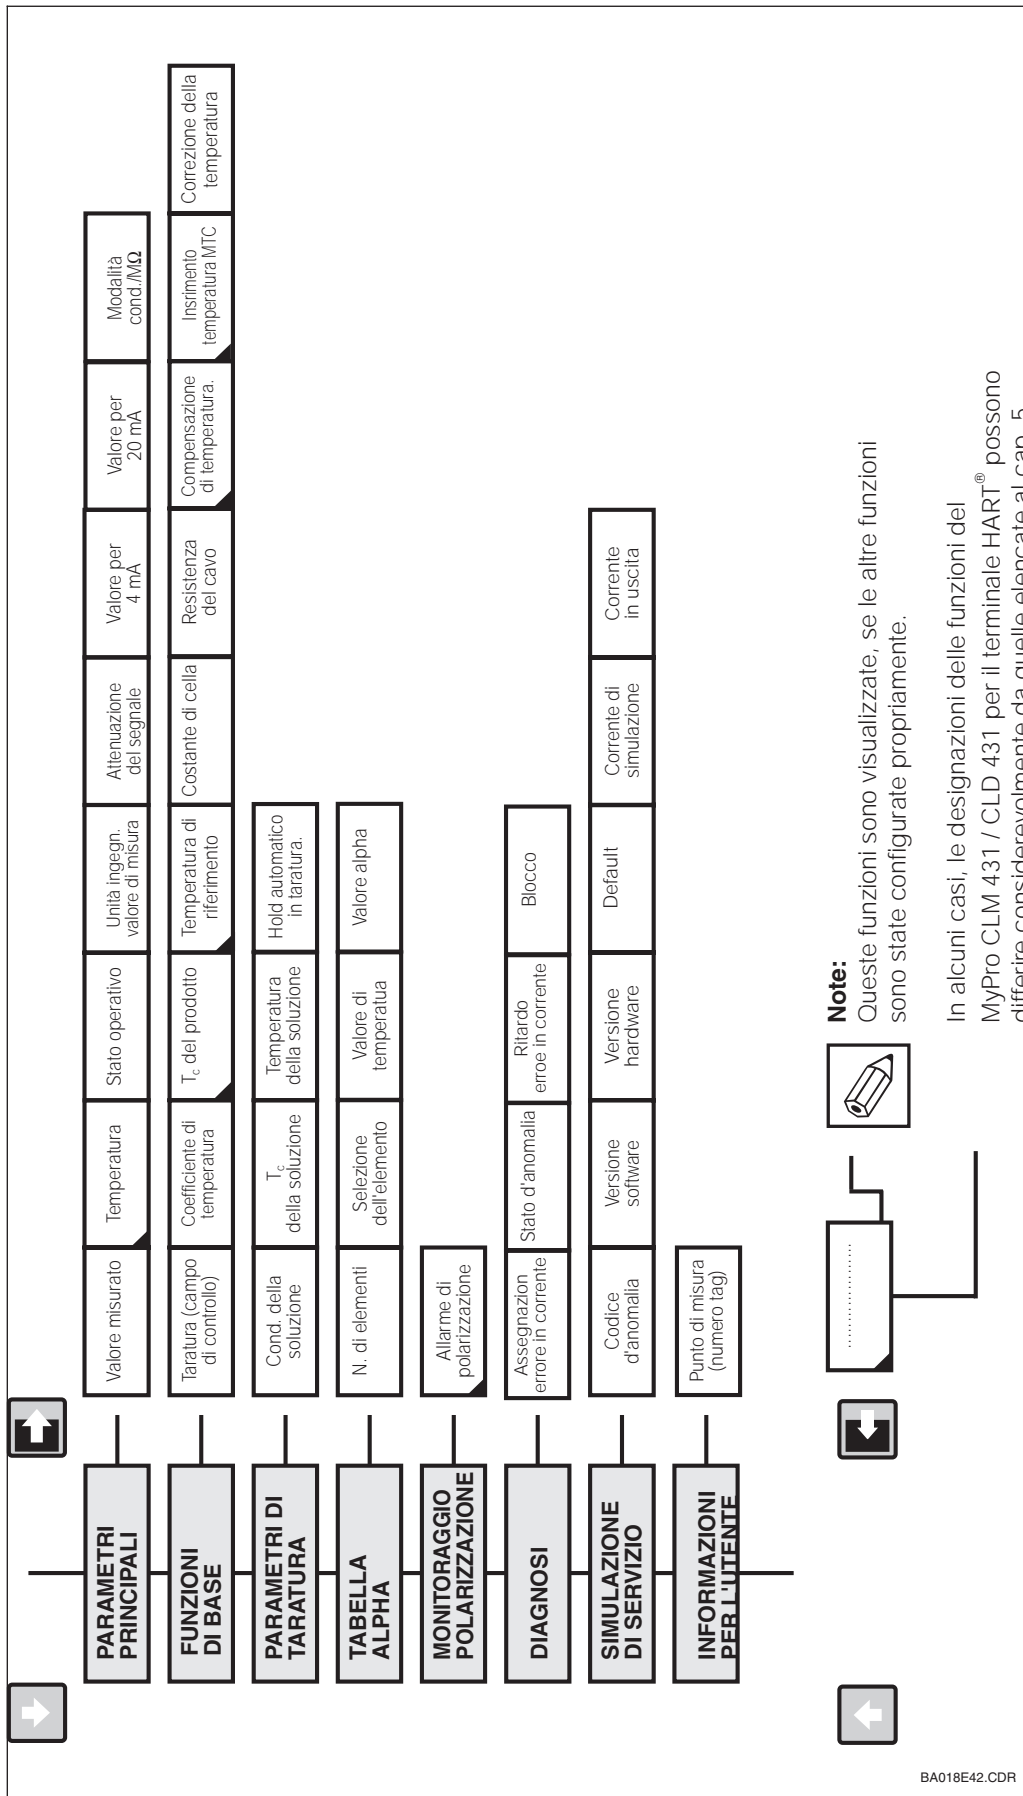 PARAMETRI
PRINCIPALI
Valore misurato
Temperatura
Stato operativo
Unità ingegn.
valore di misura
Attenuazione
del segnale
Valore per
4 mA
Valore per
20 mA
Modalità
cond./MΩ
FUNZIONI
DI BASE
Taratura (campo
di controllo)
Coefficiente di
temperatura
Tc del prodotto
Temperatura di
riferimento
Costante di cella
Resistenza
del cavo
Compensazione
di temperatura.
Insrimento
temperatura MTC
Correzione della
temperatura
PARAMETRI DI
TARATURA
Cond. della
soluzione
Tc
della soluzione
Temperatura
della soluzione
Hold automatico
in taratura.
TABELLA
ALPHA
N. di elementi
Selezione
dell'elemento
Valore di
temperatua
Valore alpha
MONITORAGGIO
POLARIZZAZIONE
Allarme di
polarizzazione
DIAGNOSI
Assegnazion
errore in corrente
Stato d'anomalia
Ritardo
erroe in corrente
Blocco
SIMULAZIONE
DI SERVIZIO
Codice
d'anomalia
Versione
software
Versione
hardware
Default
Corrente di
simulazione
Corrente
in uscita
INFORMAZIONI
PER L'UTENTE
Punto di misura
(numero tag)
....................
Note:
Queste funzioni sono visualizzate, se le altre funzioni
sono state configurate propriamente.
In alcuni casi, le designazioni delle funzioni del
MyPro CLM 431 / CLD 431 per il terminale HART® possono
differire considerevolmente da quelle elencate al cap. 5
BA018E42.CDR